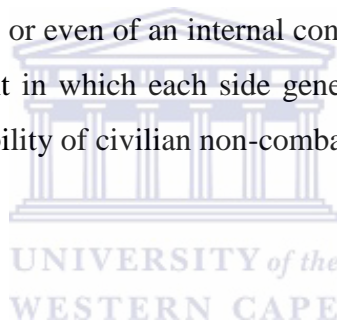 or even of an internal con
t in which each side gene
bility of civilian non-comba
UNIVERSITY of the
WESTERN CAPE